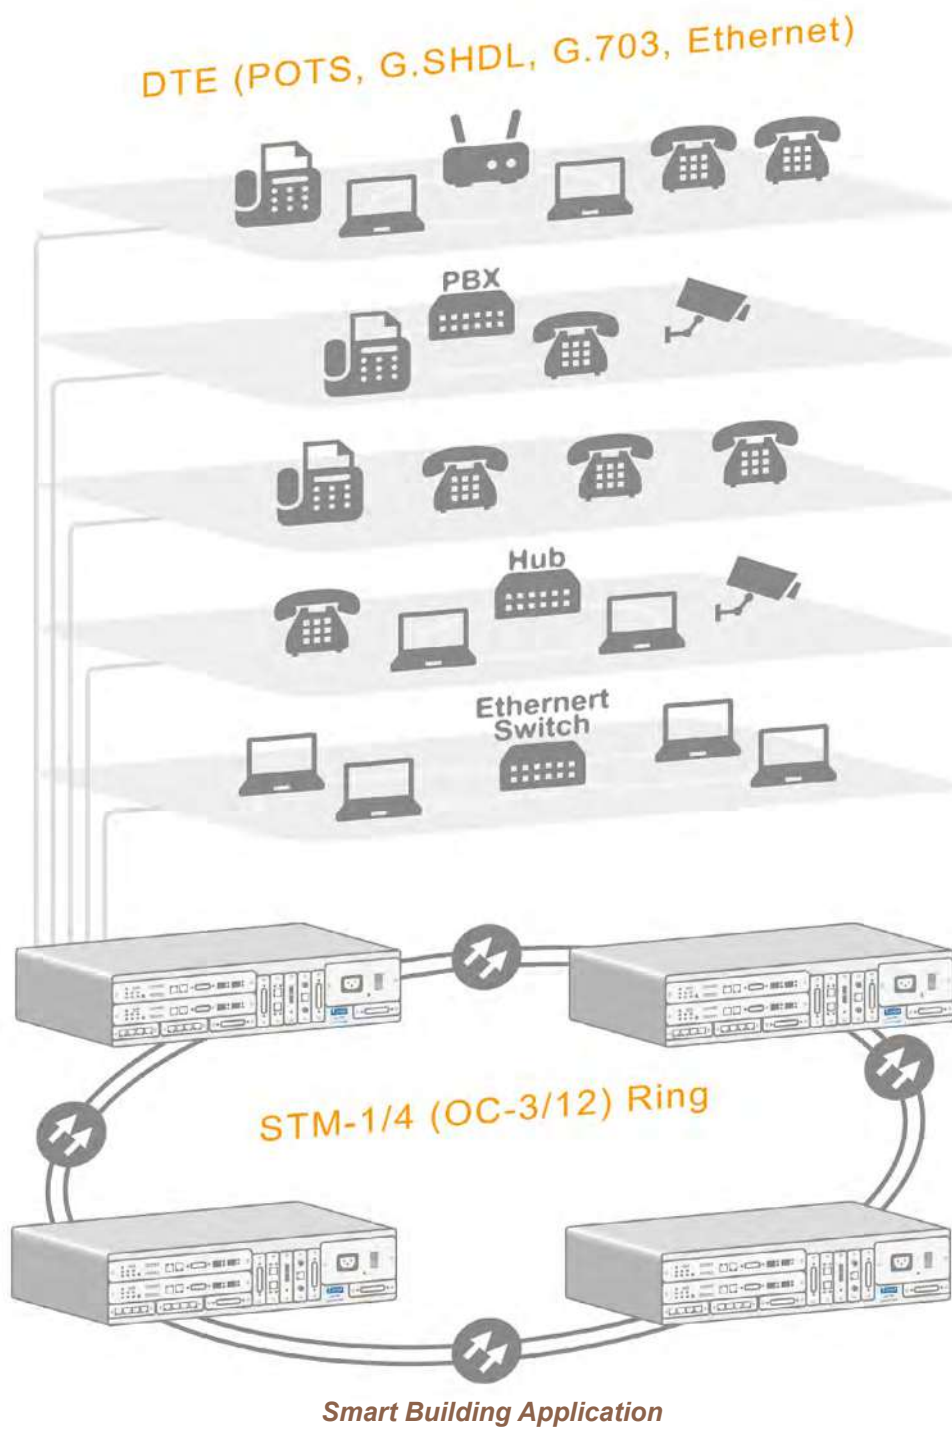 DTE (POTS, G.SHDL, G.703, Ethernet)
PBX
Hub
Ethernert
Switch
STM-1/4 (OC-3/12) Ring
Smart Building Application